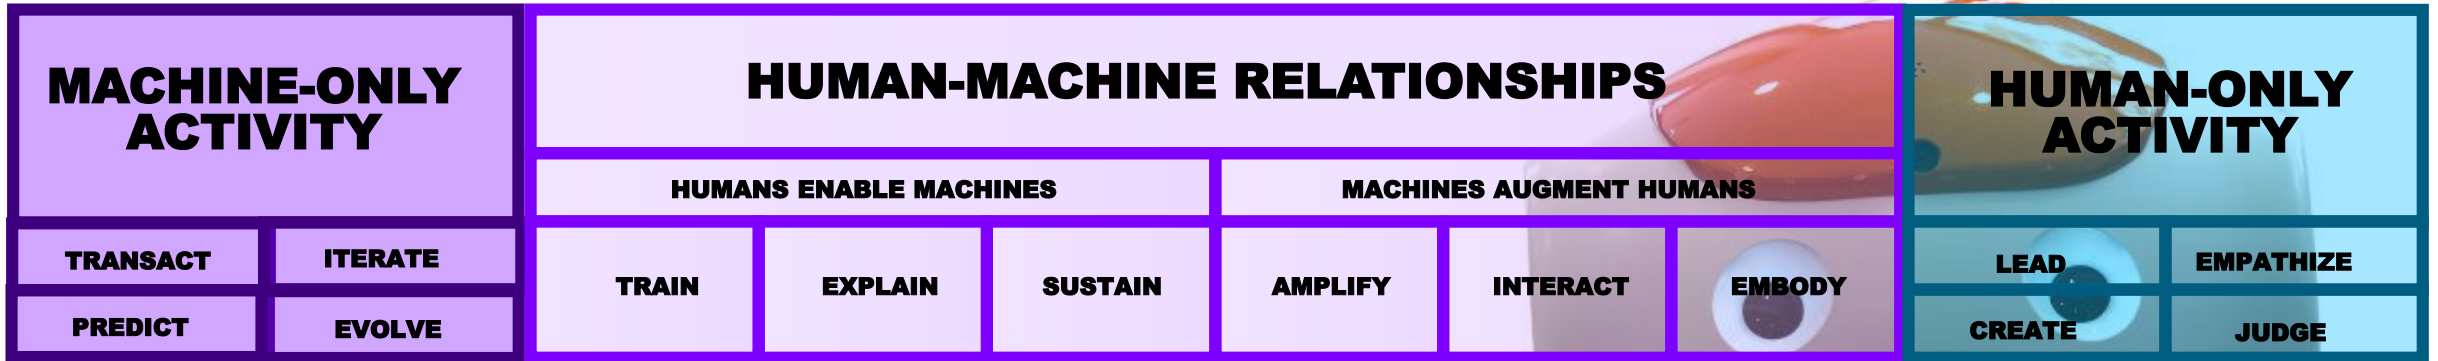 MACHINE-ONLY
ACTIVITY
HUMAN-MACHINE RELATIONSHIPS
HUMAN-ONLY
ACTIVITY
HUMANS ENABLE MACHINES
MACHINES AUGMENT HUMANS
TRANSACT
ITERATE
PREDICT
EVOLVE
TRAIN
EXPLAIN
SUSTAIN
AMPLIFY
INTERACT
EMBODY
LEAD
EMPATHIZE
CREATE
JUDGE